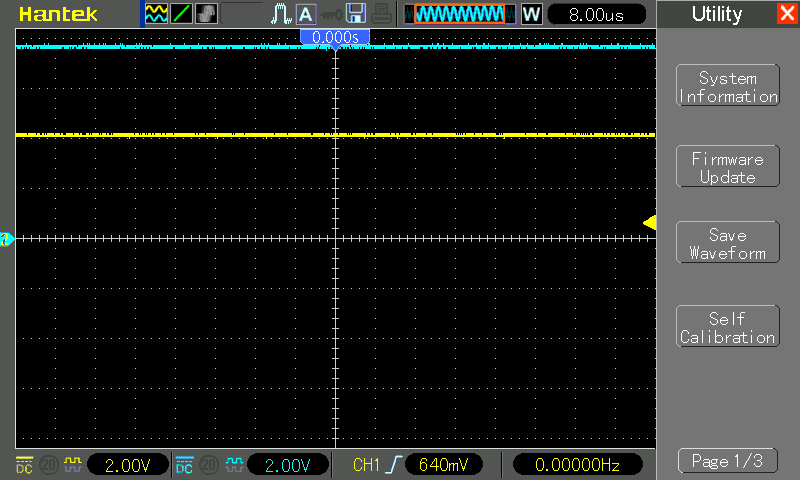 Hantek
A
W
8.00us
Utility
0.000s
System
Information
Firmware
Update
Save
Waveform
Self
Calibration
2
DC
20
2.00V
DC
20
2.00V
CH1
640mV
0.00000Hz
Page 1/3